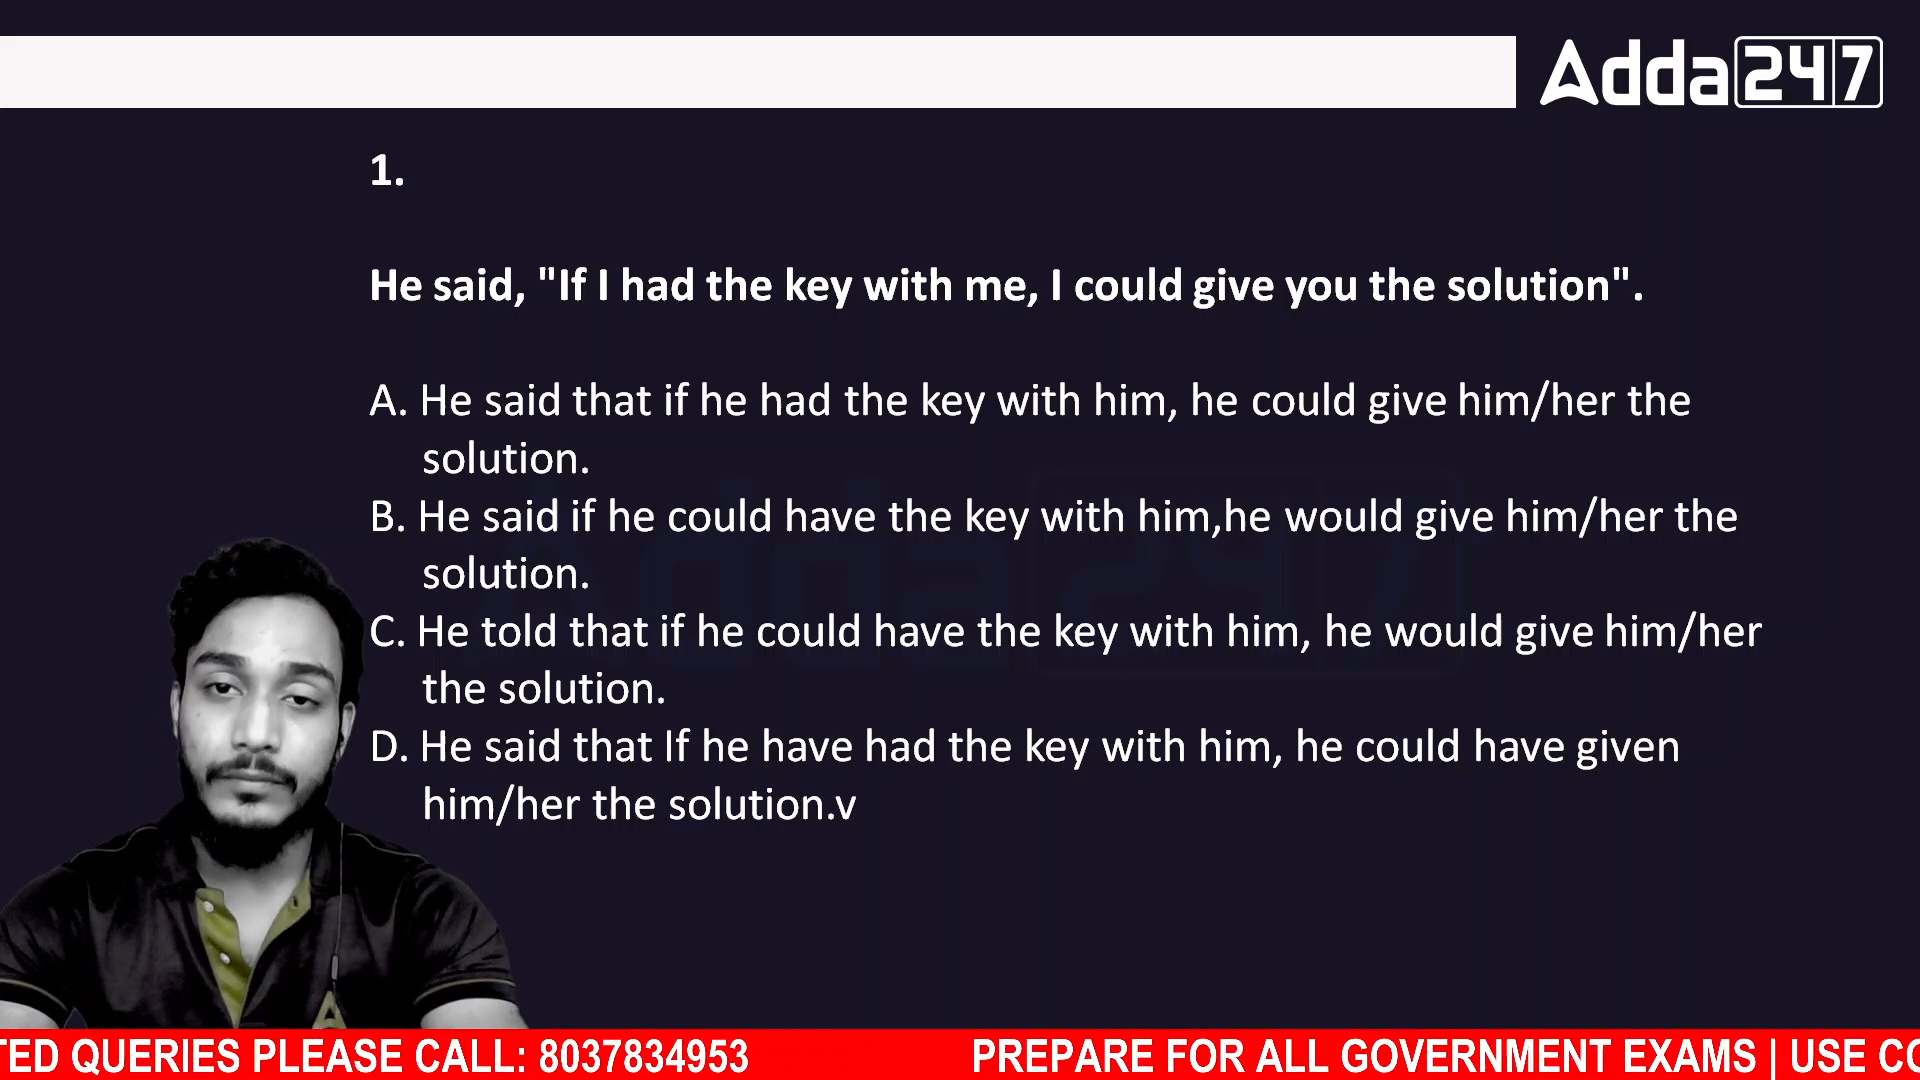 Adda247
1.
He said, "If I had the key with me, I could give you the solution".
A. He said that if he had the key with him, he could give him/her the
solution.
B. He said if he could have the key with him,he would give him/her the
solution.
C. He told that if he could have the key with him, he would give him/her
the solution.
D. He said that If he have had the key with him, he could have given
him/her the solution.v
TED QUERIES PLEASE CALL: 8037834953 PREPARE FOR ALL GOVERNMENT EXAMS | USE CO